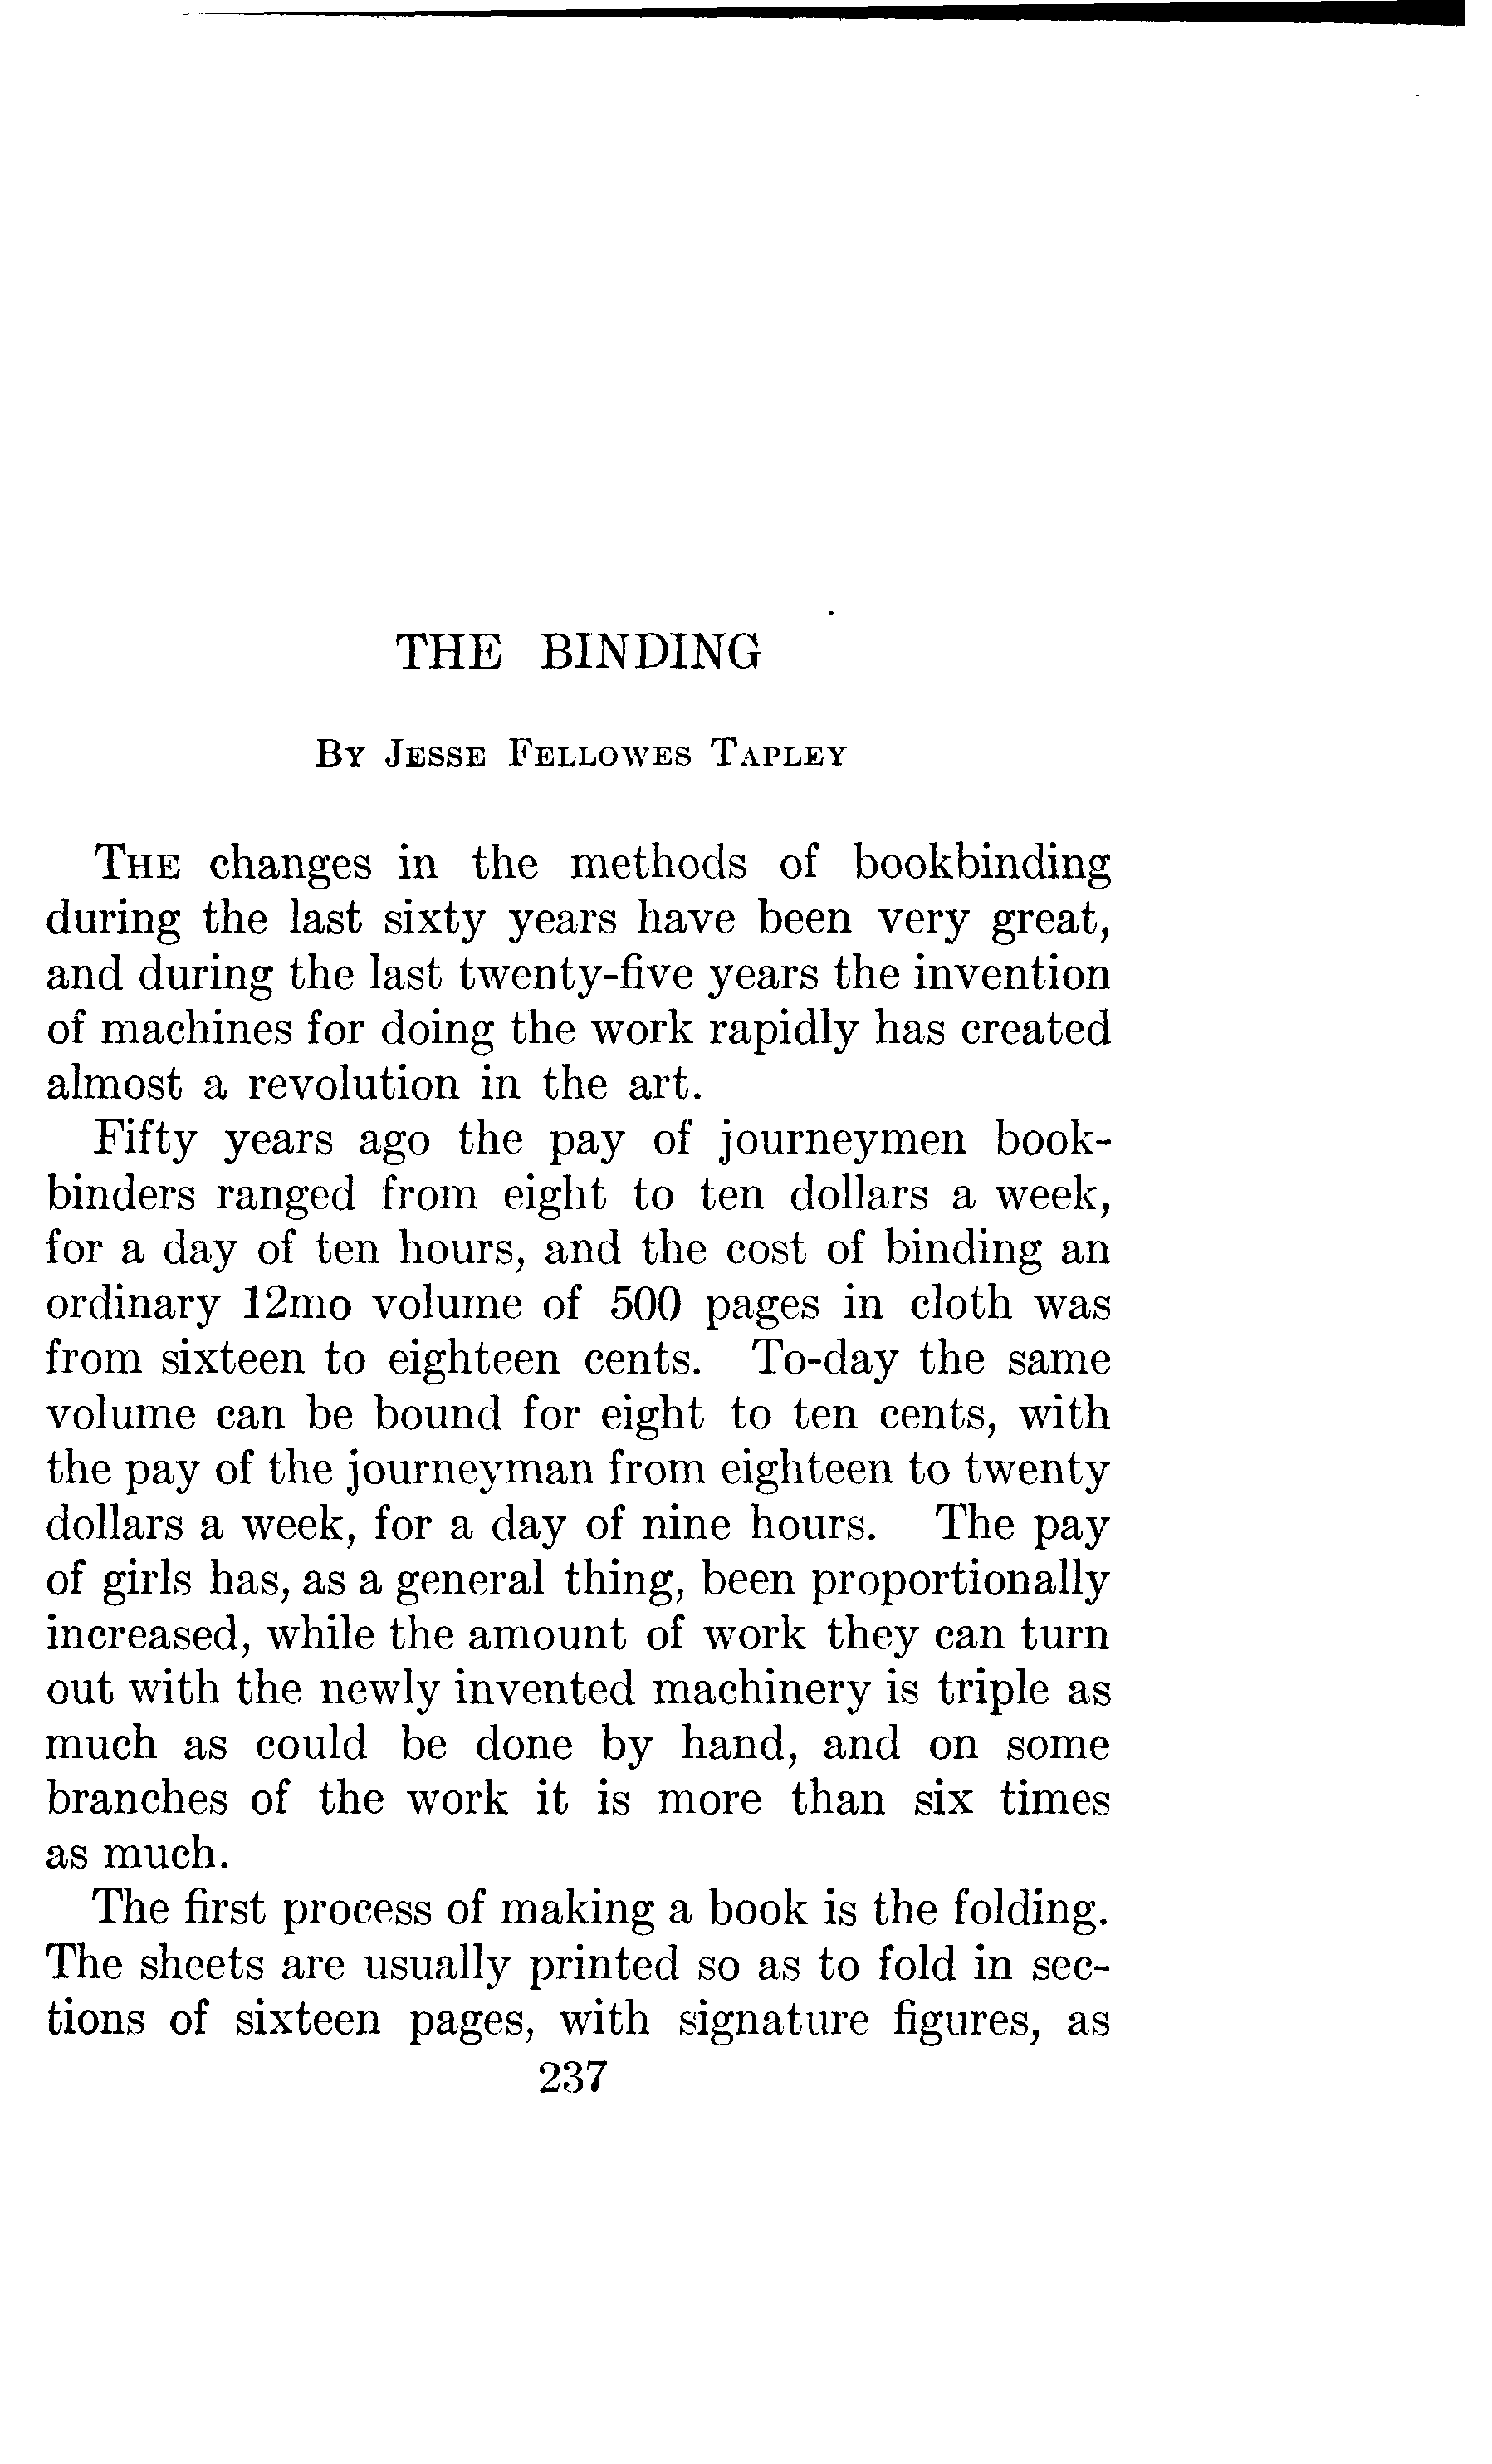 THE BINDING
BY JESSE FELLOWES TAPLEY
THE changes in the methods of bookbinding
during the last sixty years have been very great,
and during the last twenty-five years the invention
of machines for doing the work rapidly has created
almost a revolution in the art.
Fifty years ago the pay of journeymen book-
binders ranged from eight to ten dollars a week,
for a day of ten hours, and the cost of binding an
ordinary 12mo volume of 500 pages in cloth was
from sixteen to eighteen cents. To-day the same
volume can be bound for eight to ten cents, with
the pay of the journeyman from eighteen to twenty
dollars a week, for a day of nine hours. The pay
of girls has, as a general thing, been proportionally
increased, while the amount of work they can turn
out with the newly invented machinery is triple as
much as could be done by hand, and on some
branches of the work it is more than six times
as much.
The first process of making a book is the folding.
The sheets are usually printed so as to fold in sec-
tions of sixteen pages, with signature figures, as
237